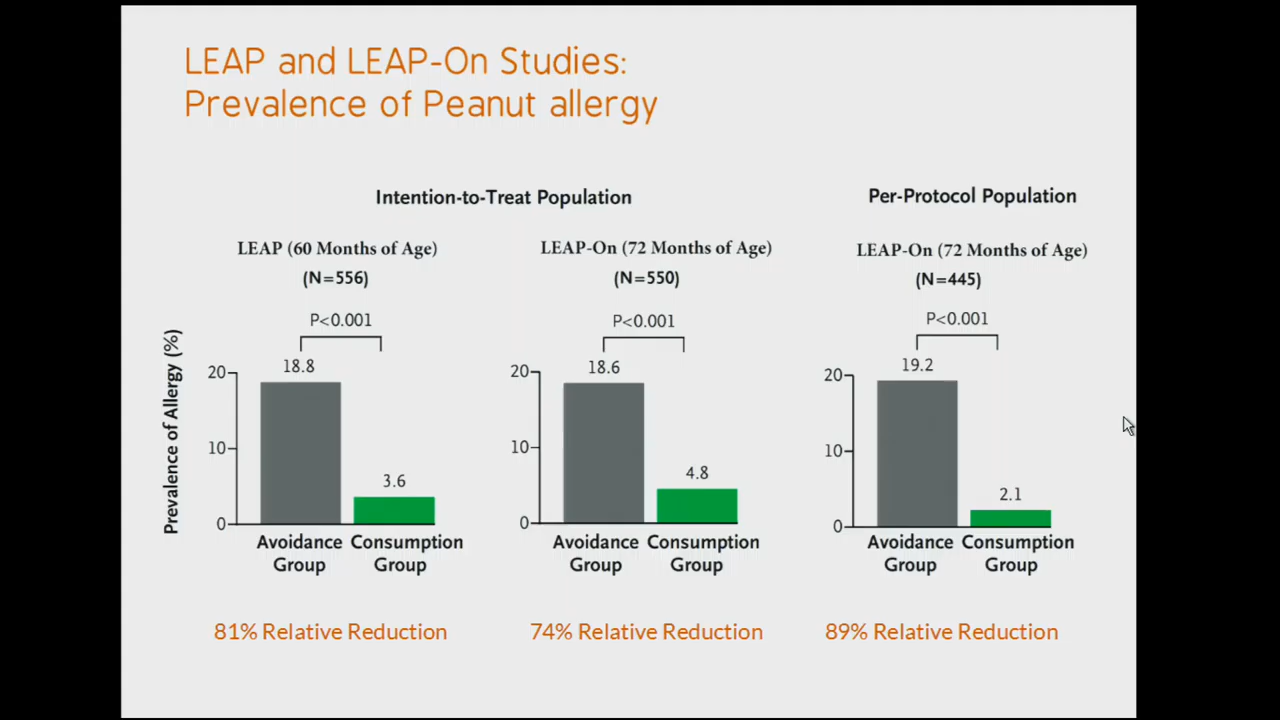 LEAP and LEAP-On Studies:
Prevalence of Peanut allergy
Intention-to-Treat Population
Per-Protocol Population
LEAP (60 Months of Age)
(N=556)
LEAP-On (72 Months of Age)
(N=550)
LEAP-On (72 Months of Age)
(N=445)
Prevalence of Allergy (%)
P<0.001
20
10
0
18.8
3.6
Avoidance Group
Consumption Group
P<0.001
20
10
0
18.6
4.8
Avoidance Group
Consumption Group
P<0.001
20
10
0
19.2
2.1
Avoidance Group
Consumption Group
81% Relative Reduction
74% Relative Reduction
89% Relative Reduction